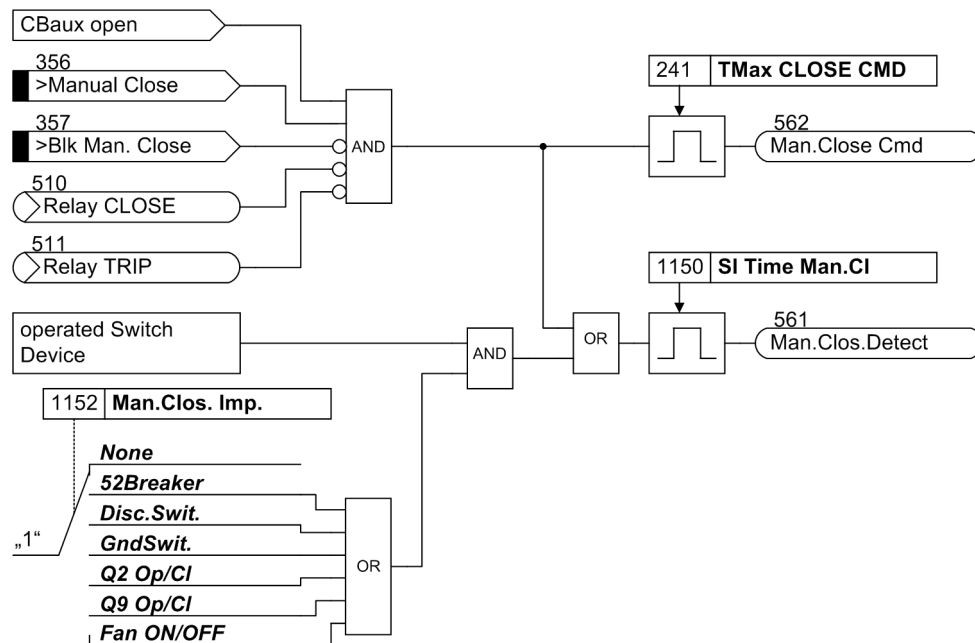 CBaux open
356
>Manual Close
357
>Blk Man. Close
510
Relay CLOSE
511
Relay TRIP
AND
241 TMax CLOSE CMD
562
Man.Close Cmd
1150 SI Time Man.Cl
561
Man.Clos.Detect
operated Switch
Device
AND
OR
1152 Man.Clos. Imp.
None
52Breaker
Disc.Swit.
GndSwit.
Q2 Op/Cl
Q9 Op/Cl
Fan ON/OFF
„1“
OR